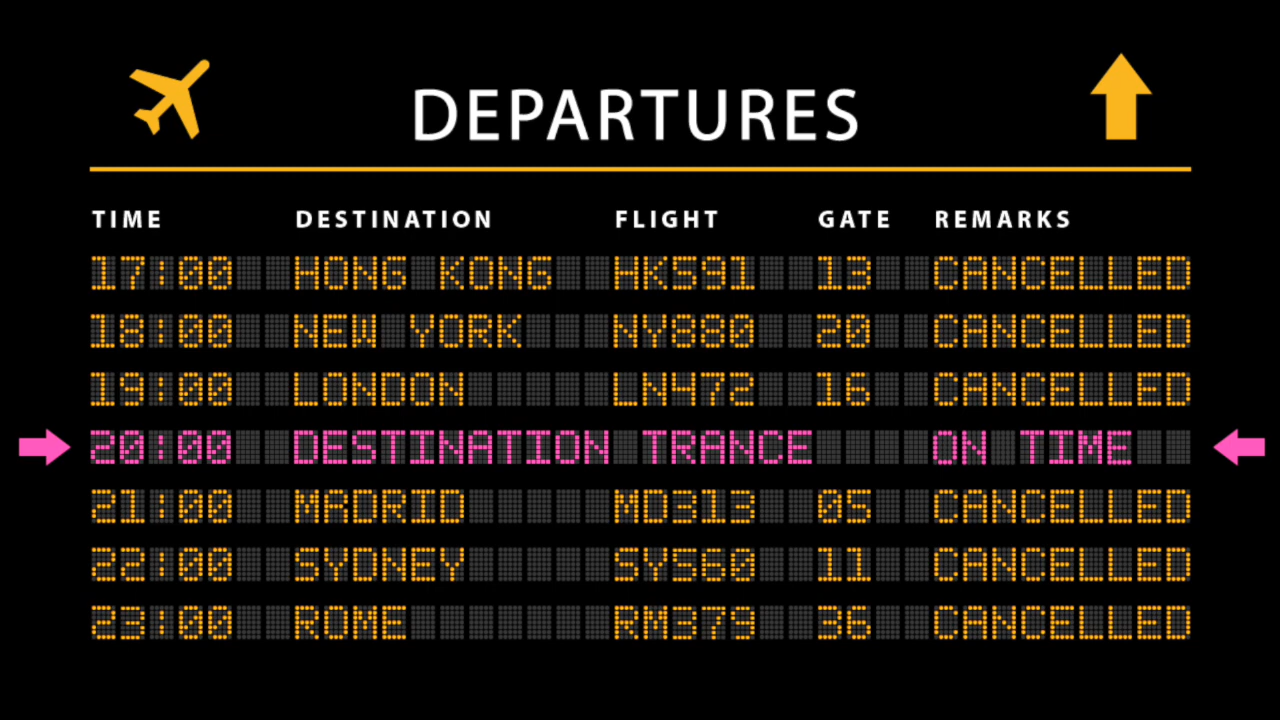 DEPARTURES
TIME DESTINATION FLIGHT GATE REMARKS
17:00 HONG KONG HK591 13 CANCELLED
18:00 NEW YORK NY880 20 CANCELLED
19:00 LONDON LN472 16 CANCELLED
20:00 DESTINATION TRANCE ON TIME
21:00 MADRID MD313 05 CANCELLED
22:00 SYDNEY SY560 11 CANCELLED
23:00 ROME RM379 36 CANCELLED